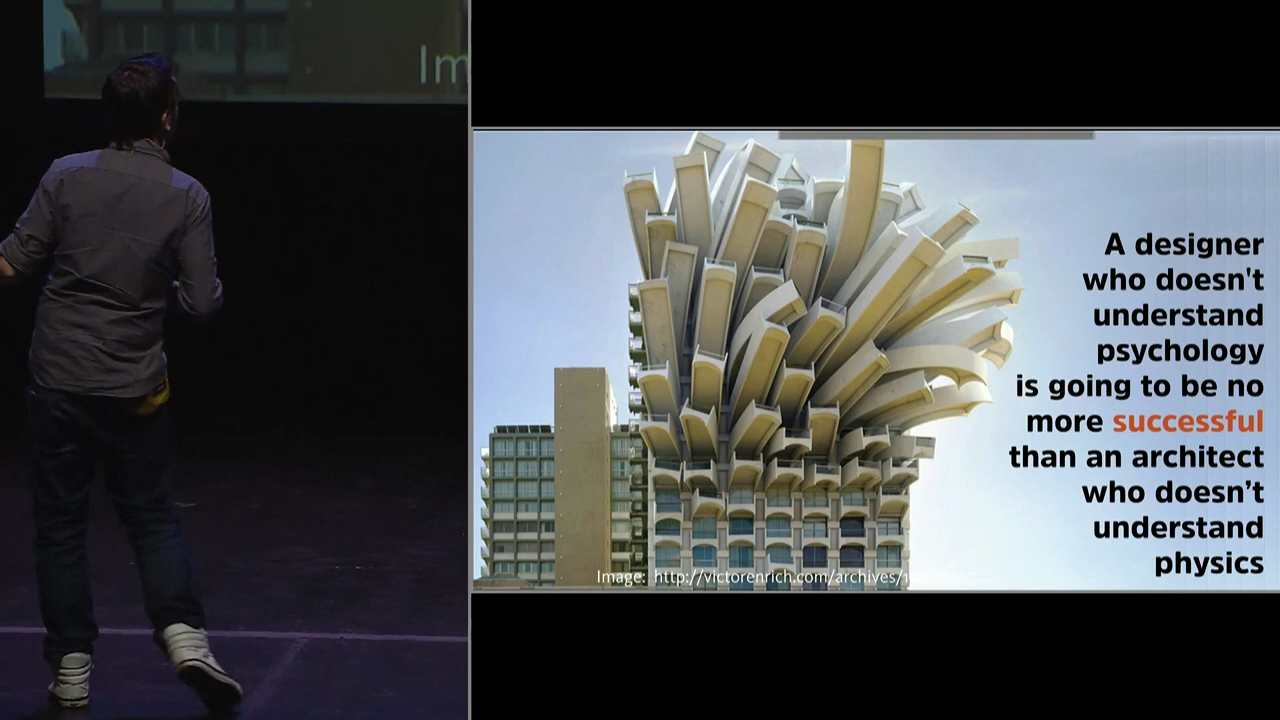 Im
A designer
who doesn't
understand
psychology
is going to be no
more successful
than an architect
who doesn’t
understand
physics
Image: http://victorenrich.com/archives/